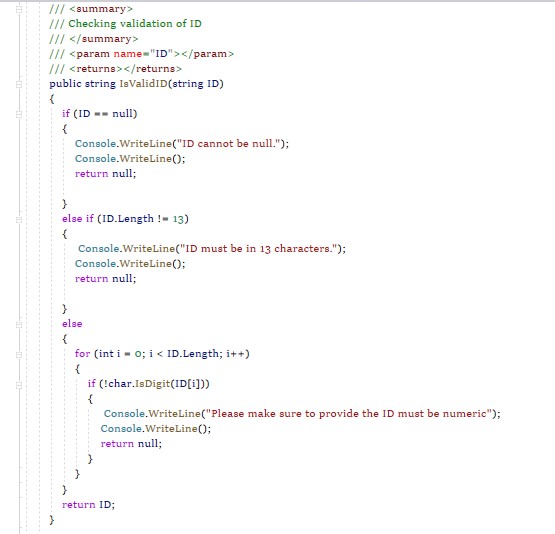 /// <summary>
/// Checking validation of ID
/// </summary>
/// <param name="ID"></param>
/// <returns></returns>
public string IsValidID(string ID)
{
if (ID == null)
{
Console.WriteLine("ID cannot be null.");
Console.WriteLine();
return null;
}
else if (ID.Length != 13)
{
Console.WriteLine("ID must be in 13 characters.");
Console.WriteLine();
return null;
}
else
{
for (int i = 0; i < ID.Length; i++)
{
if (!char.IsDigit(ID[i]))
{
Console.WriteLine("Please make sure to provide the ID must be numeric");
Console.WriteLine();
return null;
}
}
}
return ID;
}